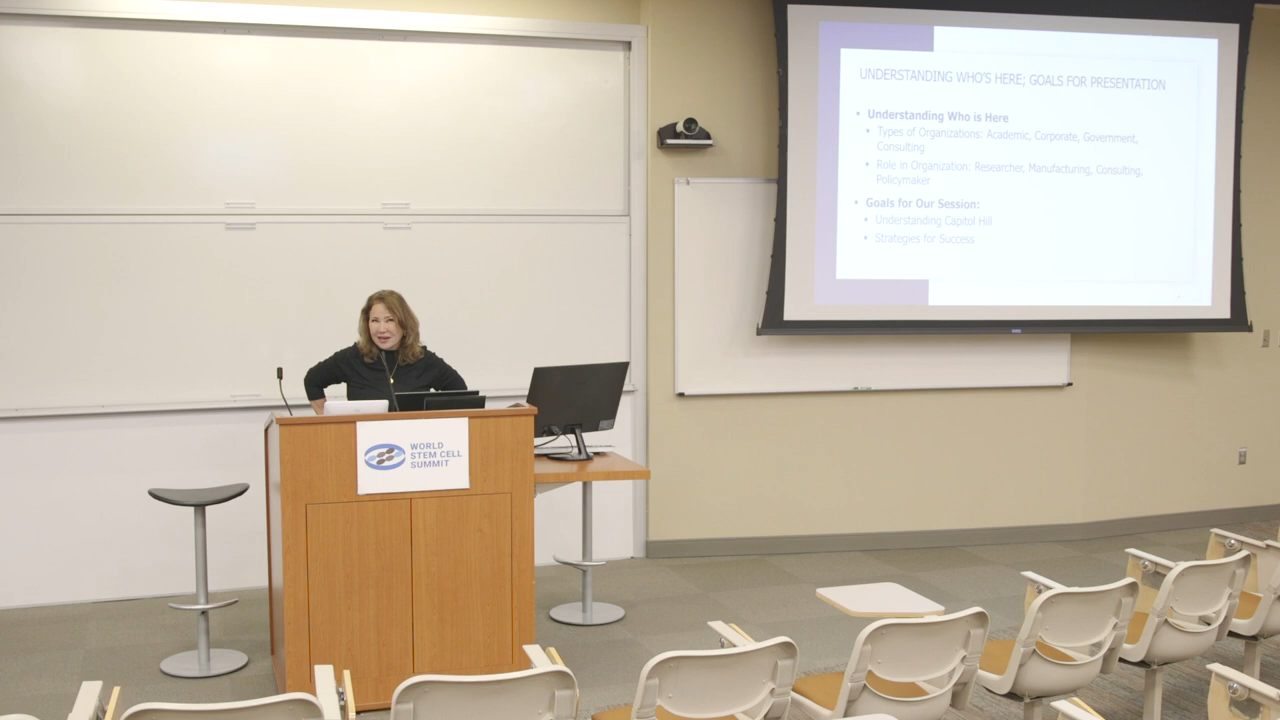 UNDERSTANDING WHO'S HERE; GOALS FOR PRESENTATION
• Understanding Who is Here
• Types of Organizations: Academic, Corporate, Government,
Consulting
• Role in Organization: Researcher, Manufacturing, Consulting,
Policymaker
• Goals for Our Session:
• Understanding Capitol Hill
• Strategies for Success
WORLD
STEM CELL
SUMMIT